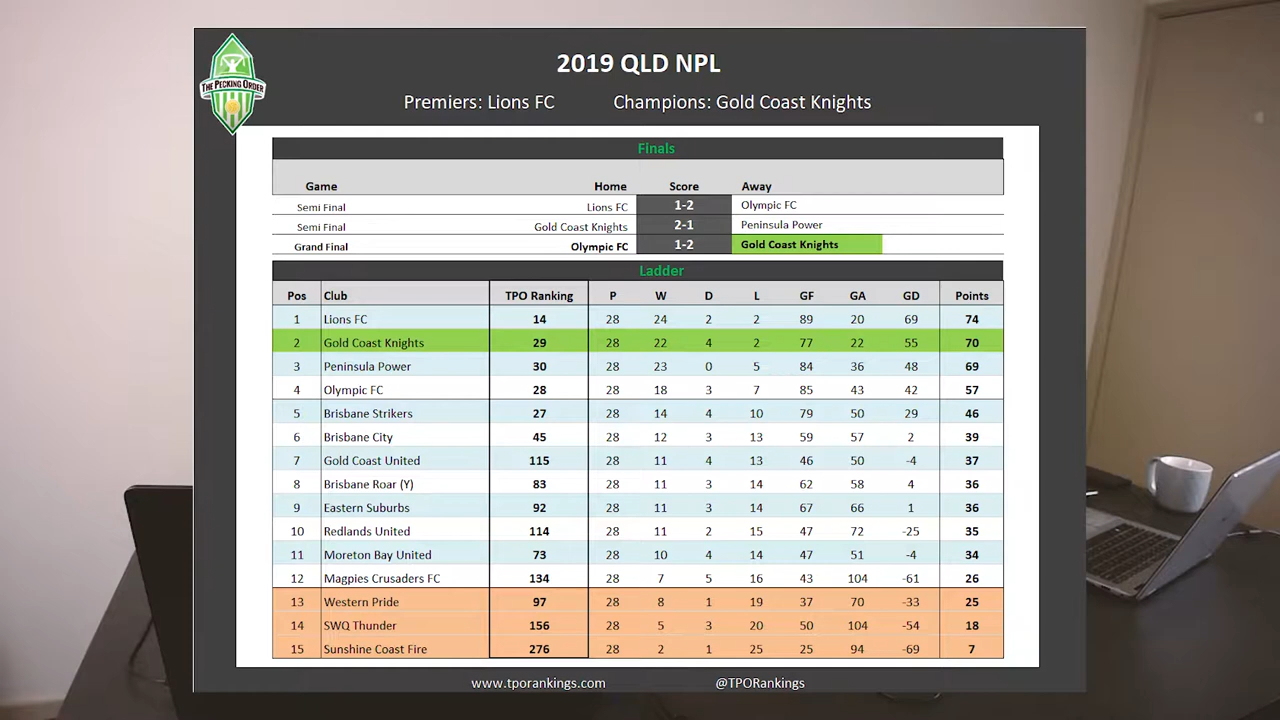 THE PECKING ORDER
2019 QLD NPL
Premiers: Lions FC Champions: Gold Coast Knights
Finals
Game Home Score Away
Semi Final Lions FC 1-2 Olympic FC
Semi Final Gold Coast Knights 2-1 Peninsula Power
Grand Final Olympic FC 1-2 Gold Coast Knights
Ladder
Pos Club TPO Ranking P W D L GF GA GD Points
1 Lions FC 14 28 24 2 2 89 20 69 74
2 Gold Coast Knights 29 28 22 4 2 77 22 55 70
3 Peninsula Power 30 28 23 0 5 84 36 48 69
4 Olympic FC 28 28 18 3 7 85 43 42 57
5 Brisbane Strikers 27 28 14 4 10 79 50 29 46
6 Brisbane City 45 28 12 3 13 59 57 2 39
7 Gold Coast United 115 28 11 4 13 46 50 -4 37
8 Brisbane Roar (Y) 83 28 11 3 14 62 58 4 36
9 Eastern Suburbs 92 28 11 3 14 67 66 1 36
10 Redlands United 114 28 11 2 15 47 72 -25 35
11 Moreton Bay United 73 28 10 4 14 47 51 -4 34
12 Magpies Crusaders FC 134 28 7 5 16 43 104 -61 26
13 Western Pride 97 28 8 1 19 37 70 -33 25
14 SWQ Thunder 156 28 5 3 20 50 104 -54 18
15 Sunshine Coast Fire 276 28 2 1 25 25 94 -69 7
www.tporankings.com @TPORankings